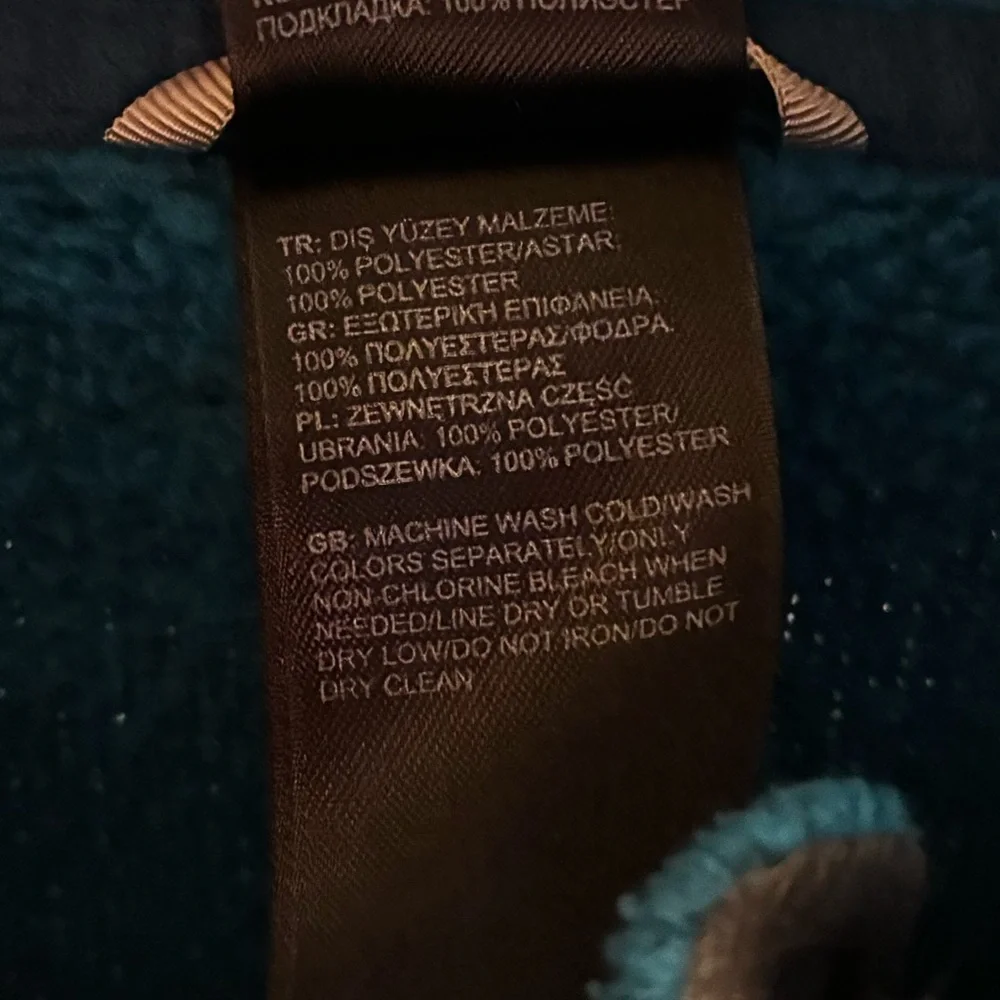 ПОДКЛАДКА: 100% ПОЛИЭСТЕР
TR: DIŞ YÜZEY MALZEME:
100% POLYESTER/ASTAR:
100% POLYESTER
GR: ΕΞΩΤΕΡΙΚΗ ΕΠΙΦΑΝΕΙΑ:
100% ΠΟΛΥΕΣΤΕΡΑΣ/ΦΟΔΡΑ:
100% ΠΟΛΥΕΣΤΕΡΑΣ
PL: ZEWNĘTRZNA CZĘŚĆ
UBRANIA: 100% POLYESTER/
PODSZEWKA: 100% POLYESTER
GB: MACHINE WASH COLD/WASH
COLORS SEPARATELY/ONLY
NON-CHLORINE BLEACH WHEN
NEEDED/LINE DRY OR TUMBLE
DRY LOW/DO NOT IRON/DO NOT
DRY CLEAN